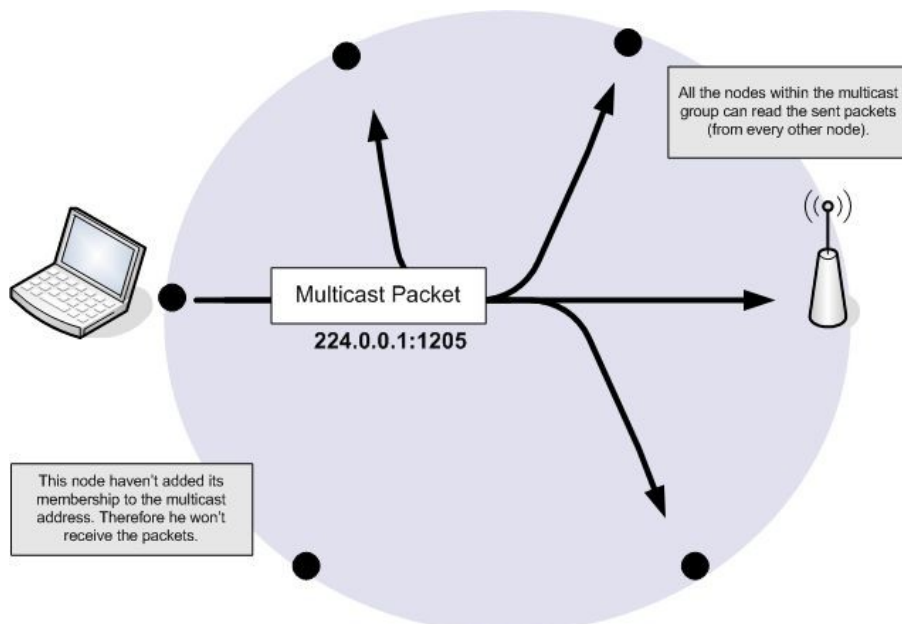 All the nodes within the multicast
group can read the sent packets
(from every other node).
Multicast Packet
224.0.0.1:1205
This node haven't added its
membership to the multicast
address. Therefore he won't
receive the packets.